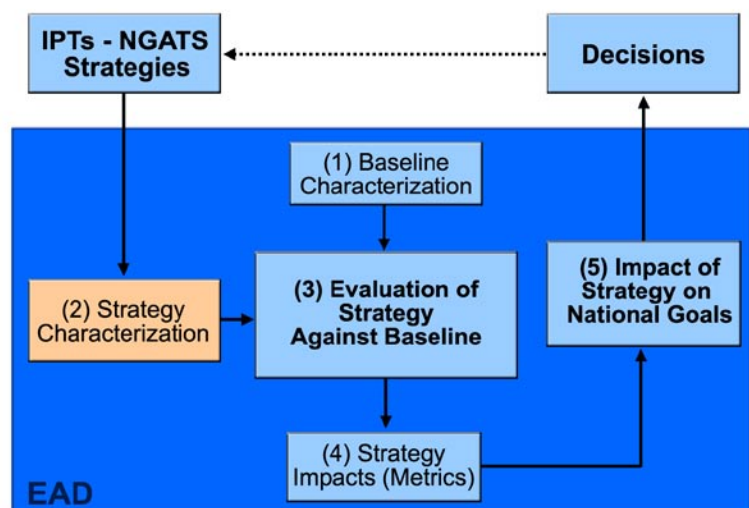 IPTs - NGATS
Strategies
Decisions
(1) Baseline
Characterization
(2) Strategy
Characterization
(3) Evaluation of
Strategy
Against Baseline
(5) Impact of
Strategy on
National Goals
(4) Strategy
Impacts (Metrics)
EAD